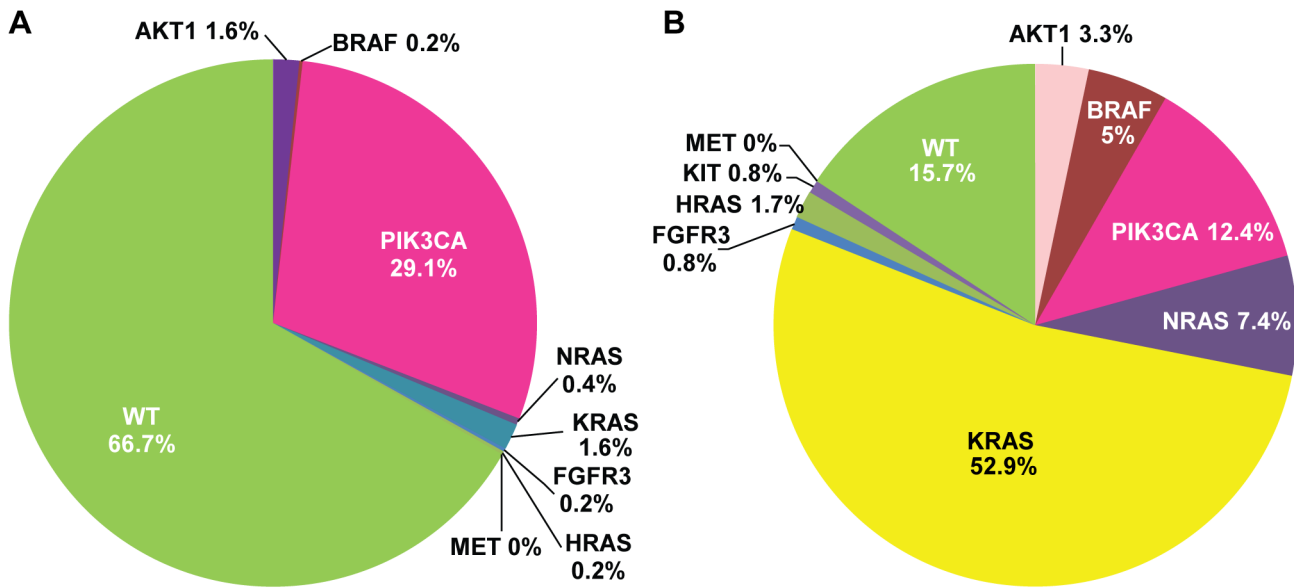 A
AKT1 1.6%
BRAF 0.2%
PIK3CA
29.1%
NRAS
0.4%
KRAS
1.6%
FGFR3
0.2%
HRAS
0.2%
MET 0%
WT
66.7%
B
AKT1 3.3%
BRAF
5%
PIK3CA 12.4%
NRAS 7.4%
KRAS
52.9%
FGFR3
0.8%
HRAS 1.7%
KIT 0.8%
MET 0%
WT
15.7%